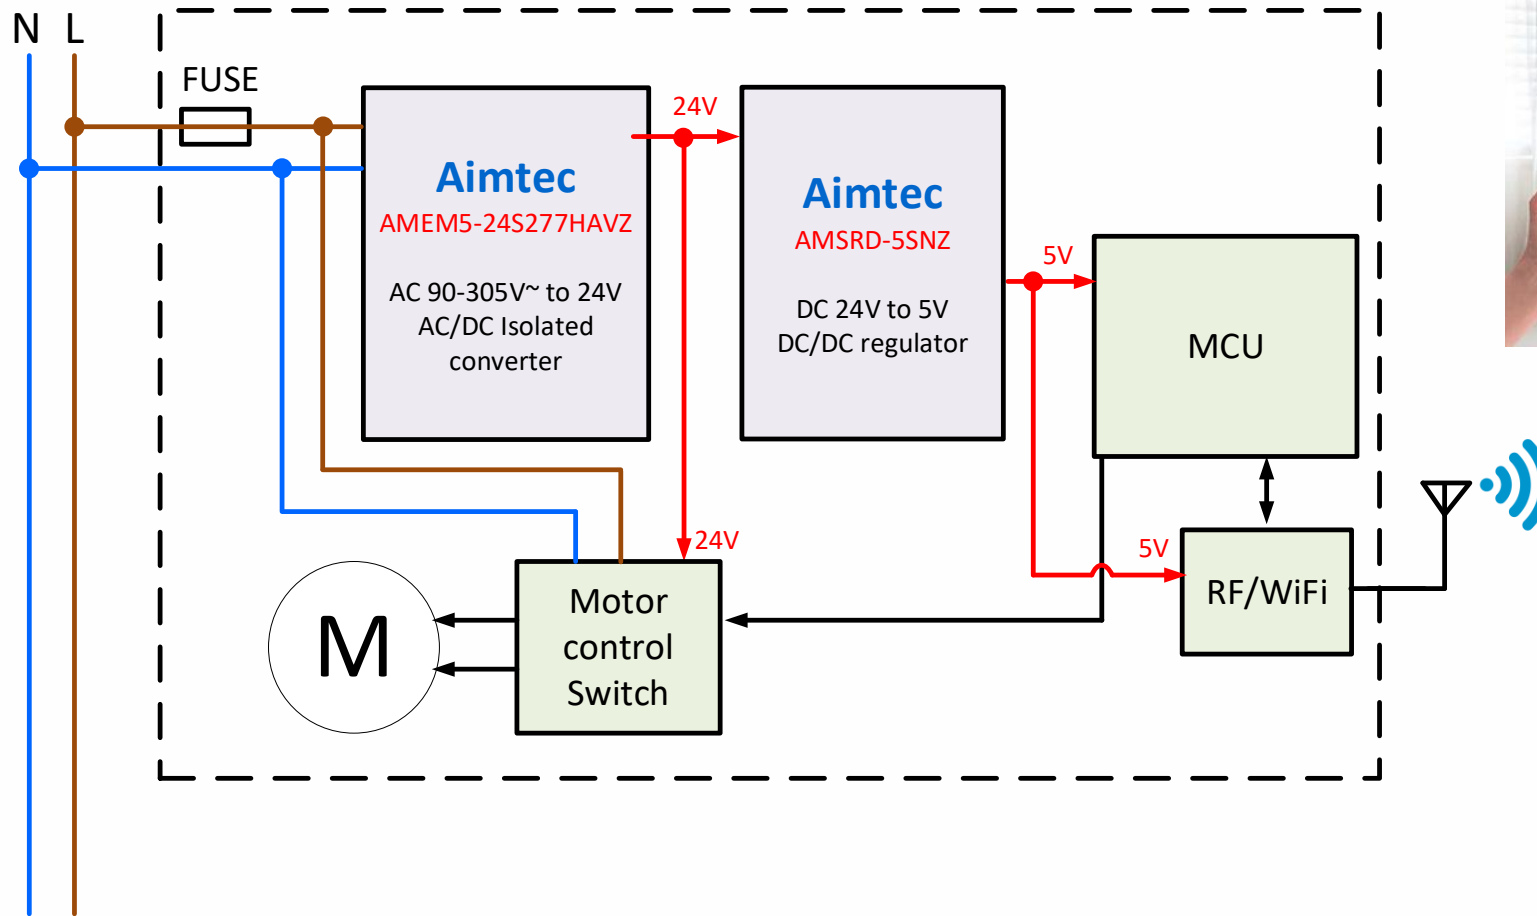 N L
FUSE
24V
Aimtec
AMEM5-24S277HAVZ
AC 90-305V~ to 24V
AC/DC Isolated
converter
Aimtec
AMSRD-5SNZ
DC 24V to 5V
DC/DC regulator
5V
MCU
24V
5V
RF/WiFi
Motor
control
Switch
M